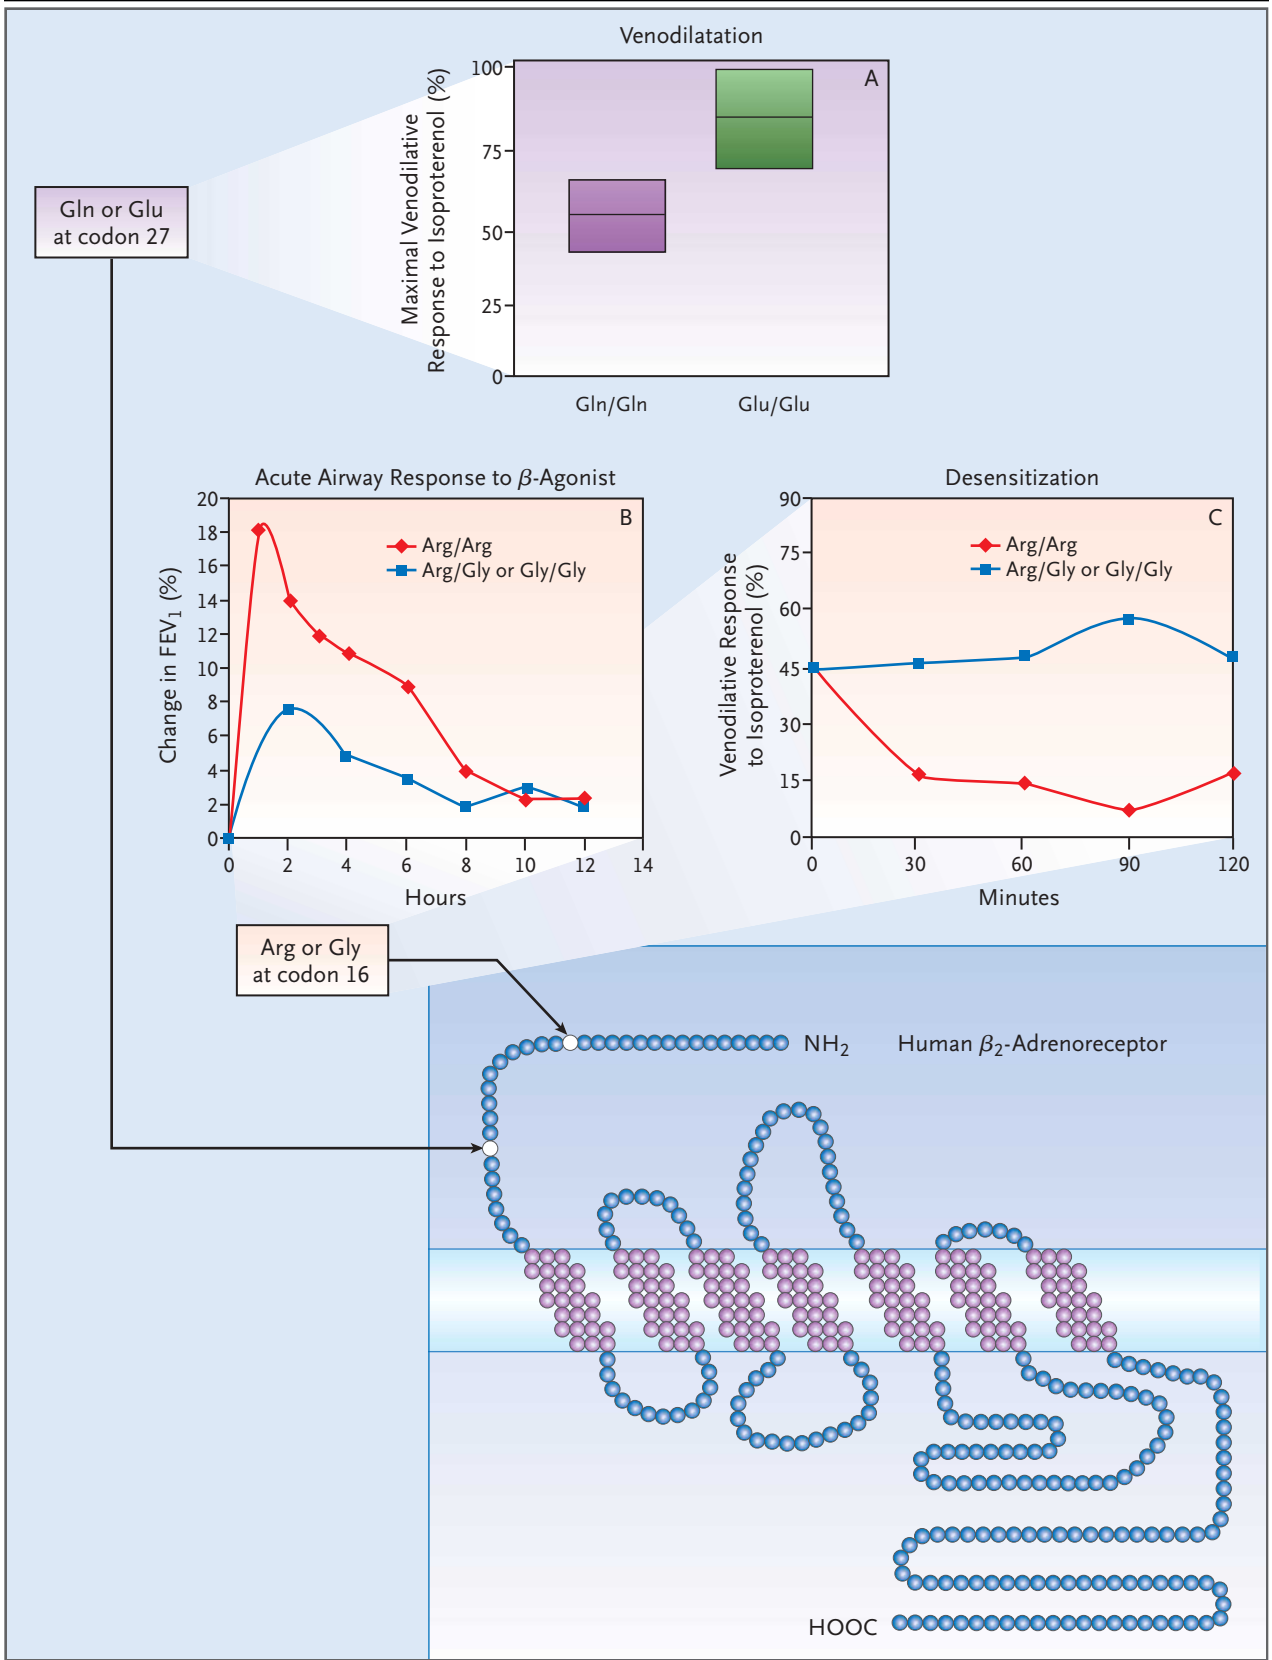 Venodilatation
A
Maximal Venodilative
Response to Isoproterenol (%)
100
75
50
25
0
Gln/Gln
Glu/Glu
Gln or Glu
at codon 27
Acute Airway Response to β-Agonist
B
Change in FEV1 (%)
20
18
16
14
12
10
8
6
4
2
0
Arg/Arg
Arg/Gly or Gly/Gly
0 2 4 6 8 10 12 14
Hours
Desensitization
C
Venodilative Response
to Isoproterenol (%)
90
75
60
45
30
15
0
Arg/Arg
Arg/Gly or Gly/Gly
0 30 60 90 120
Minutes
Arg or Gly
at codon 16
NH2
Human β2-Adrenoreceptor
HOOC